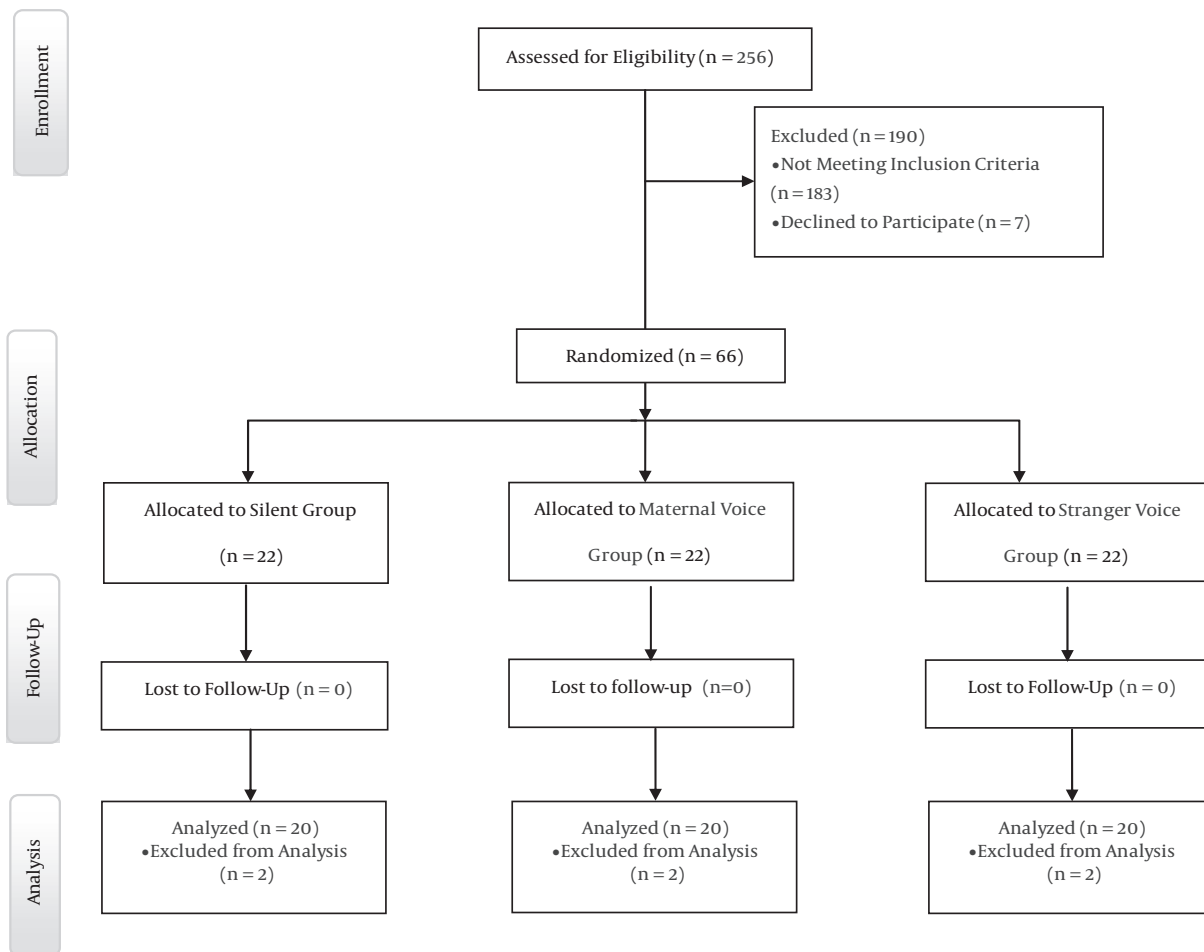 Enrollment
Assessed for Eligibility (n = 256)
Excluded (n = 190)
•Not Meeting Inclusion Criteria
(n = 183)
•Declined to Participate (n = 7)
Allocation
Randomized (n = 66)
Allocated to Silent Group
(n = 22)
Allocated to Maternal Voice
Group (n = 22)
Allocated to Stranger Voice
Group (n = 22)
Follow-Up
Lost to Follow-Up (n = 0)
Lost to follow-up (n=0)
Lost to Follow-Up (n = 0)
Analysis
Analyzed (n = 20)
•Excluded from Analysis
(n = 2)
Analyzed (n = 20)
•Excluded from Analysis
(n = 2)
Analyzed (n = 20)
•Excluded from Analysis
(n = 2)